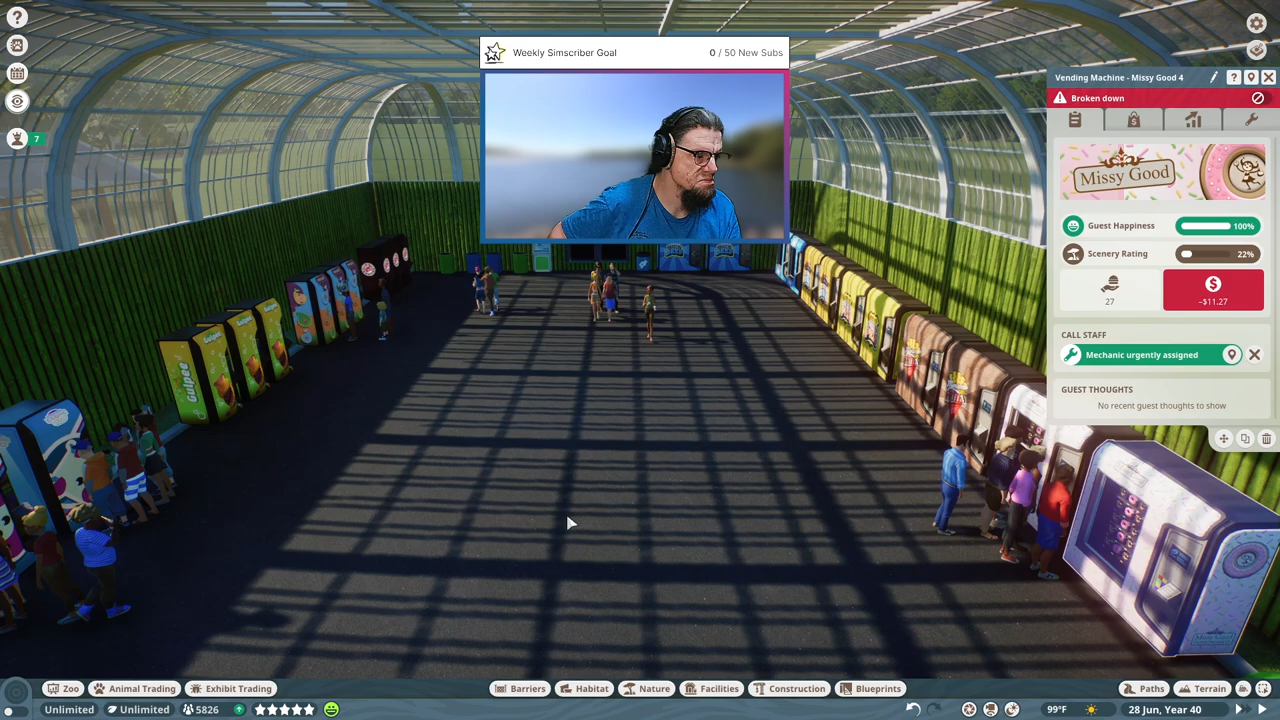 Weekly Simscriber Goal 0 / 50 New Subs
7
Vending Machine - Missy Good 4
Broken down
Missy Good
Guest Happiness 100%
Scenery Rating 22%
27 -$11.27
CALL STAFF
Mechanic urgently assigned
GUEST THOUGHTS
No recent guest thoughts to show
Gulpee
Zoo Animal Trading Exhibit Trading Barriers Habitat Nature Facilities Construction Blueprints Paths Terrain
Unlimited Unlimited 5826 99°F 28 Jun, Year 40